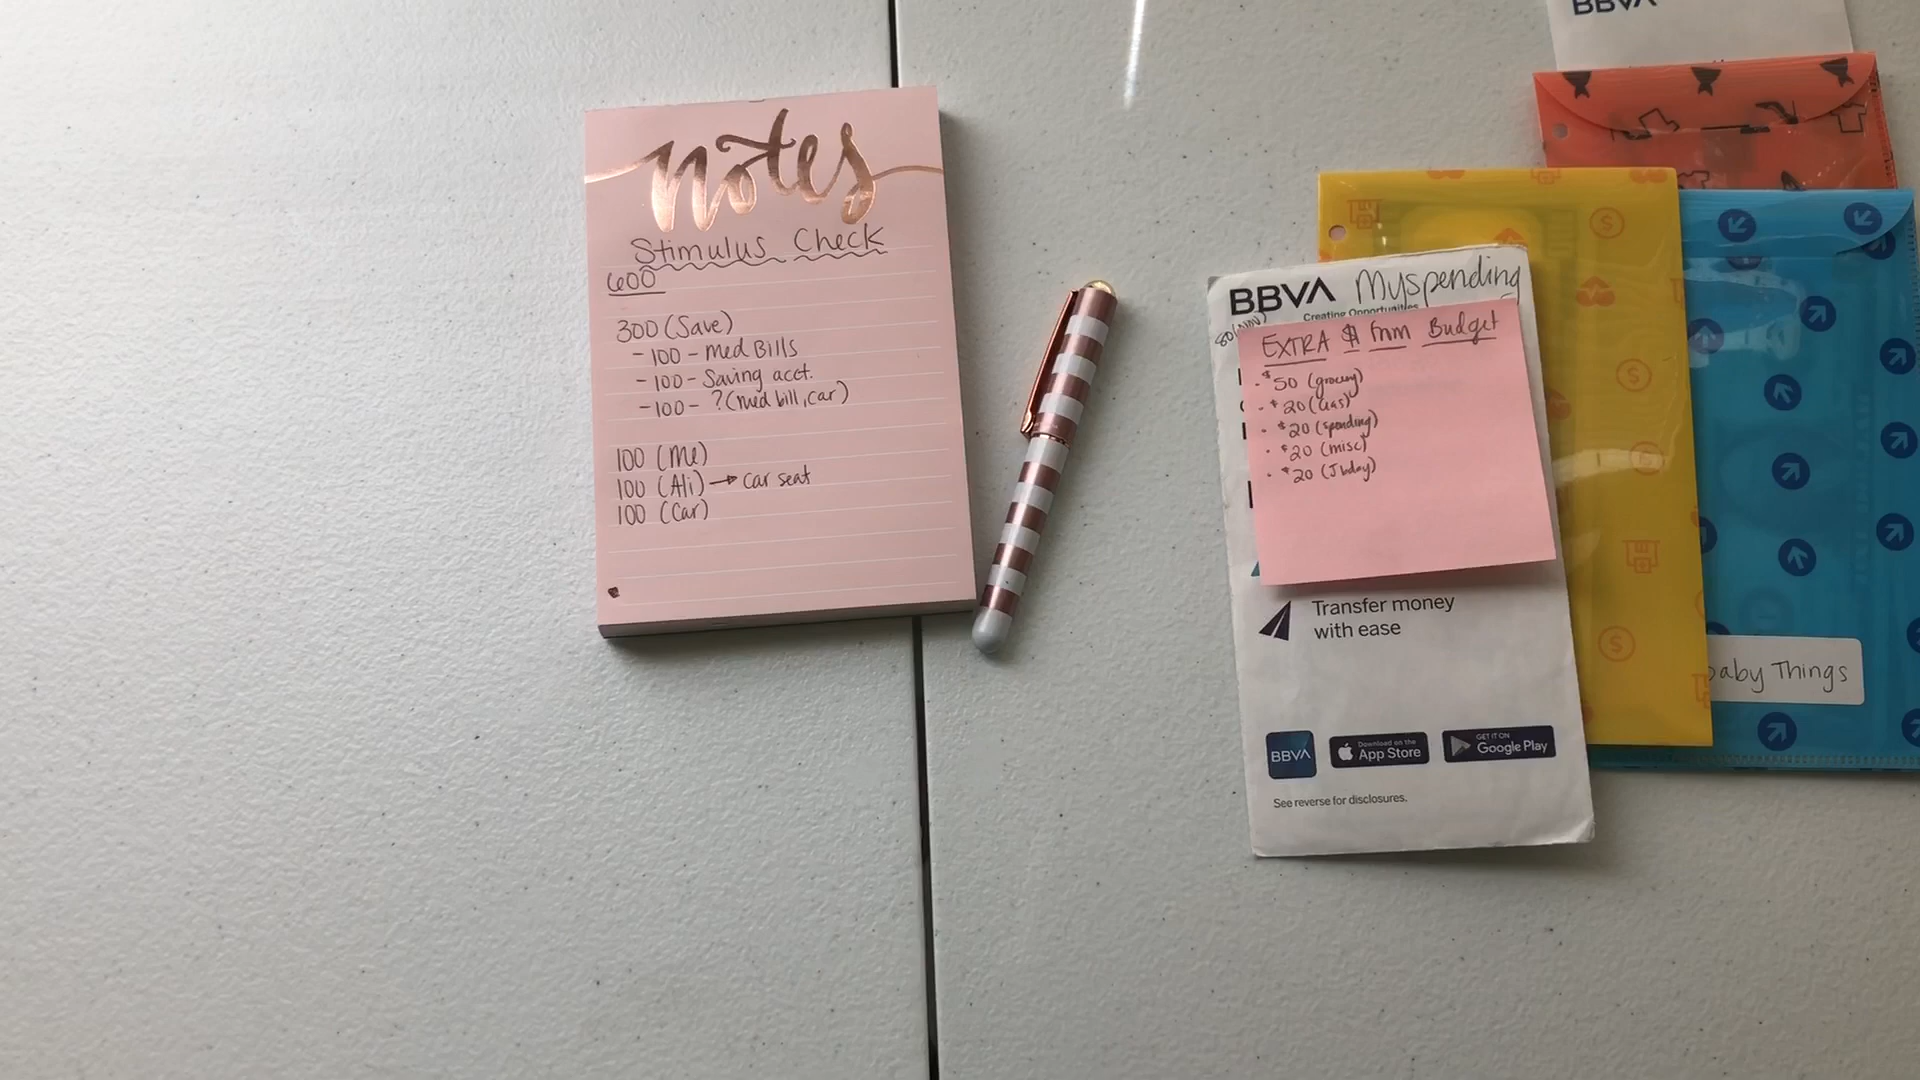 notes
Stimulus Check
600
300 (Save)
- 100 - Med Bills
- 100 - Saving acct.
- 100 - ? (Med bill, car)
100 (Me)
100 (Ali) → Car seat
100 (Car)
BBVA
BBVA Myspending
Creating Opportunities
EXTRA $ From Budget
- $50 (grocery)
- $20 (Gas)
· $20 (spending)
· $20 (misc)
· $20 (J bday)
Transfer money
with ease
BBVA
Download on the
App Store
GET IT ON
Google Play
See reverse for disclosures.
baby Things